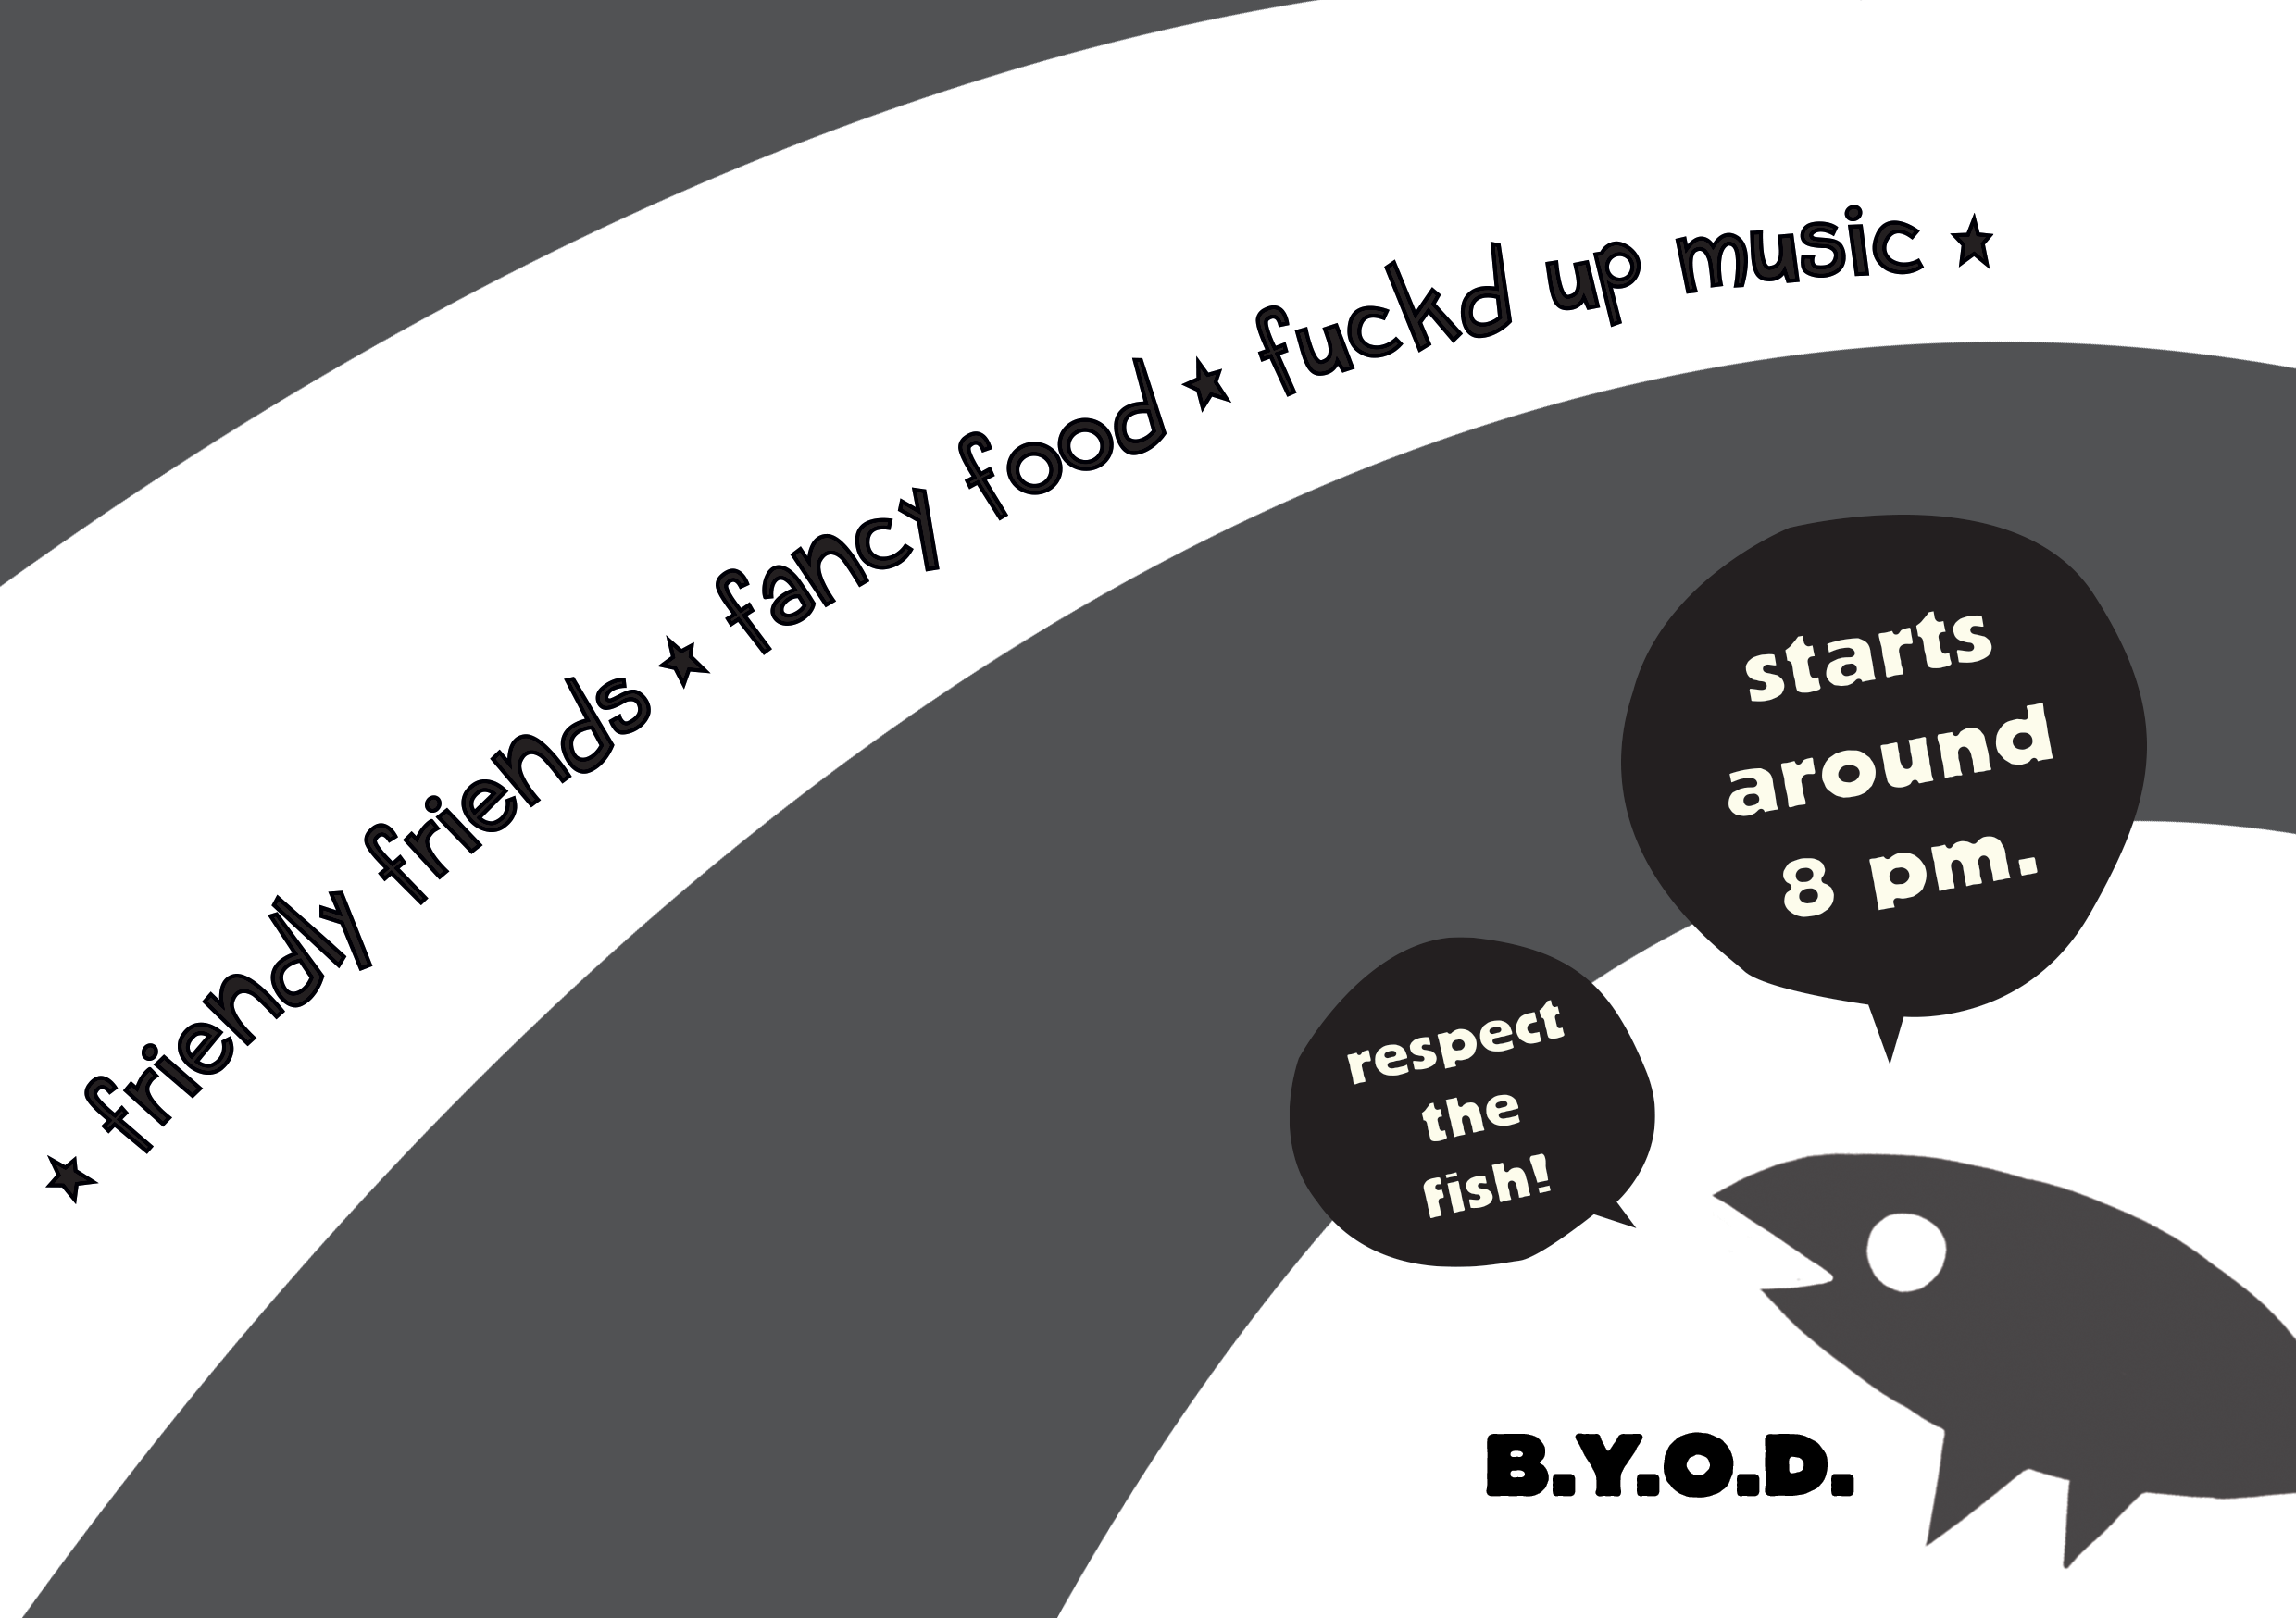 ★ friendly friends ★ fancy food ★ fuckd up music ★
starts
around
8 pm.
respect
the
fish!
B.Y.O.D.